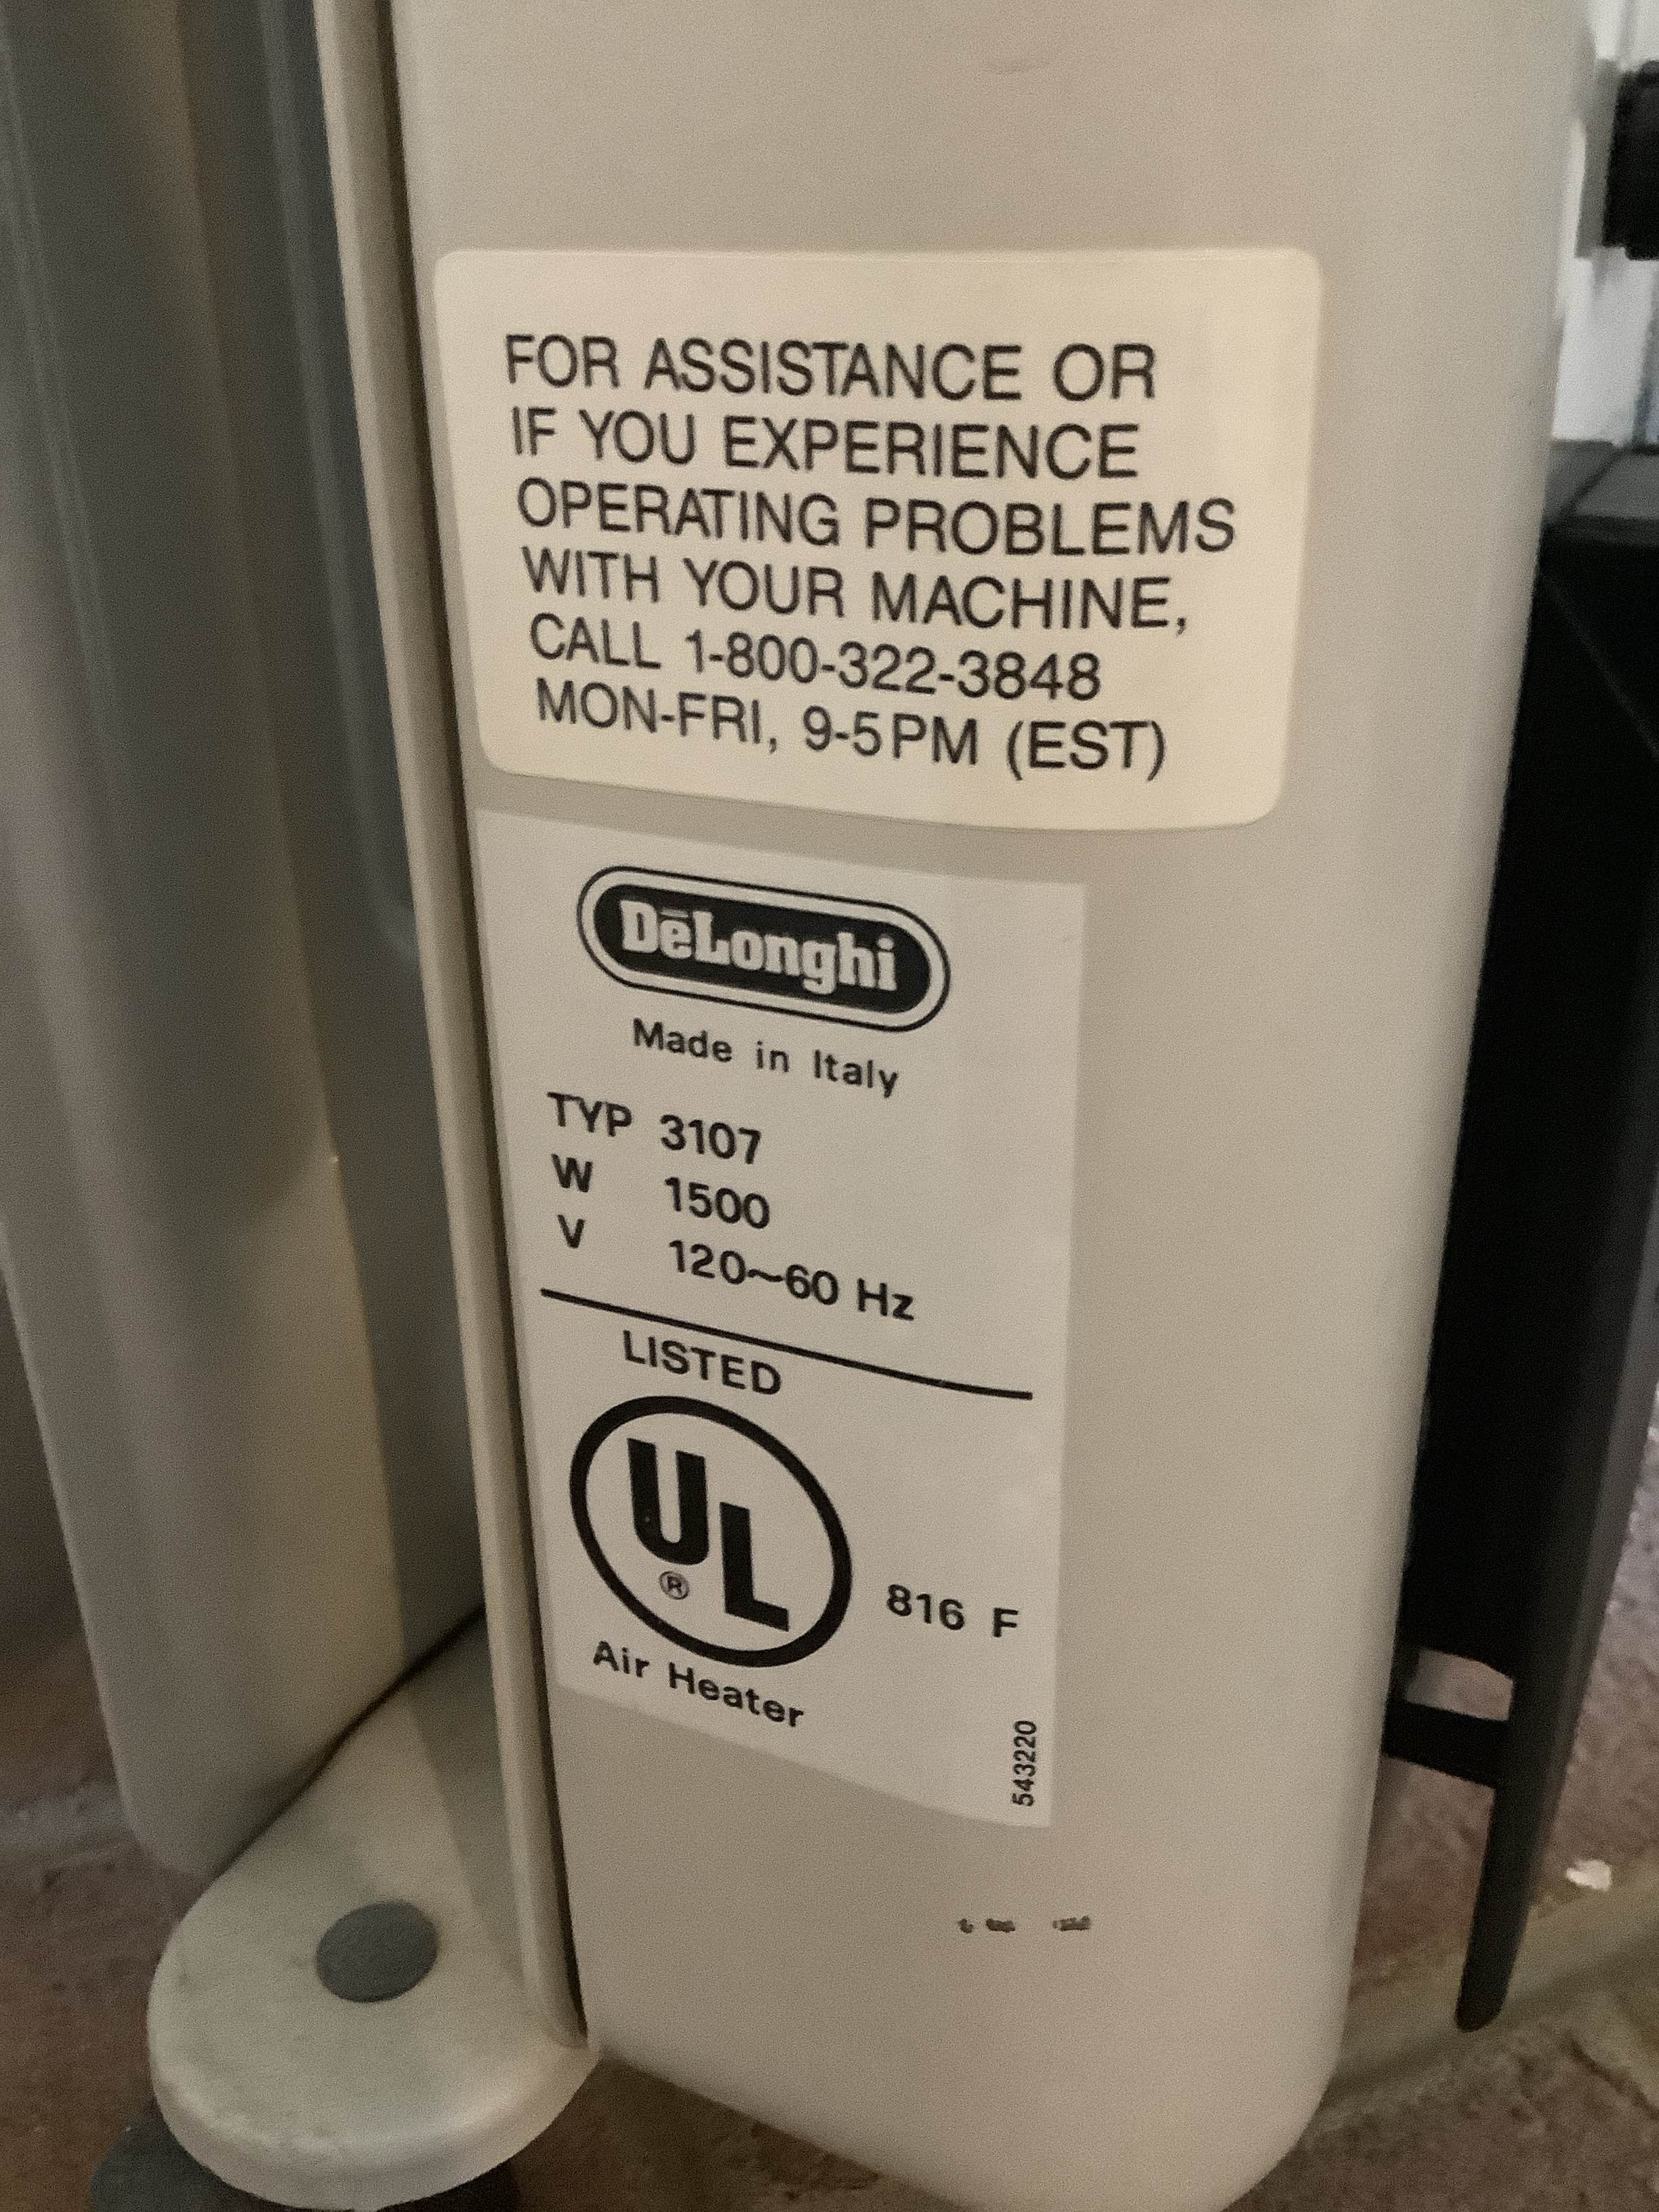 FOR ASSISTANCE OR
IF YOU EXPERIENCE
OPERATING PROBLEMS
WITH YOUR MACHINE,
CALL 1-800-322-3848
MON-FRI, 9-5PM (EST)
DēLonghi
Made in Italy
TYP 3107
W 1500
V 120~60 Hz
LISTED
UL
®
816 F
Air Heater
543220